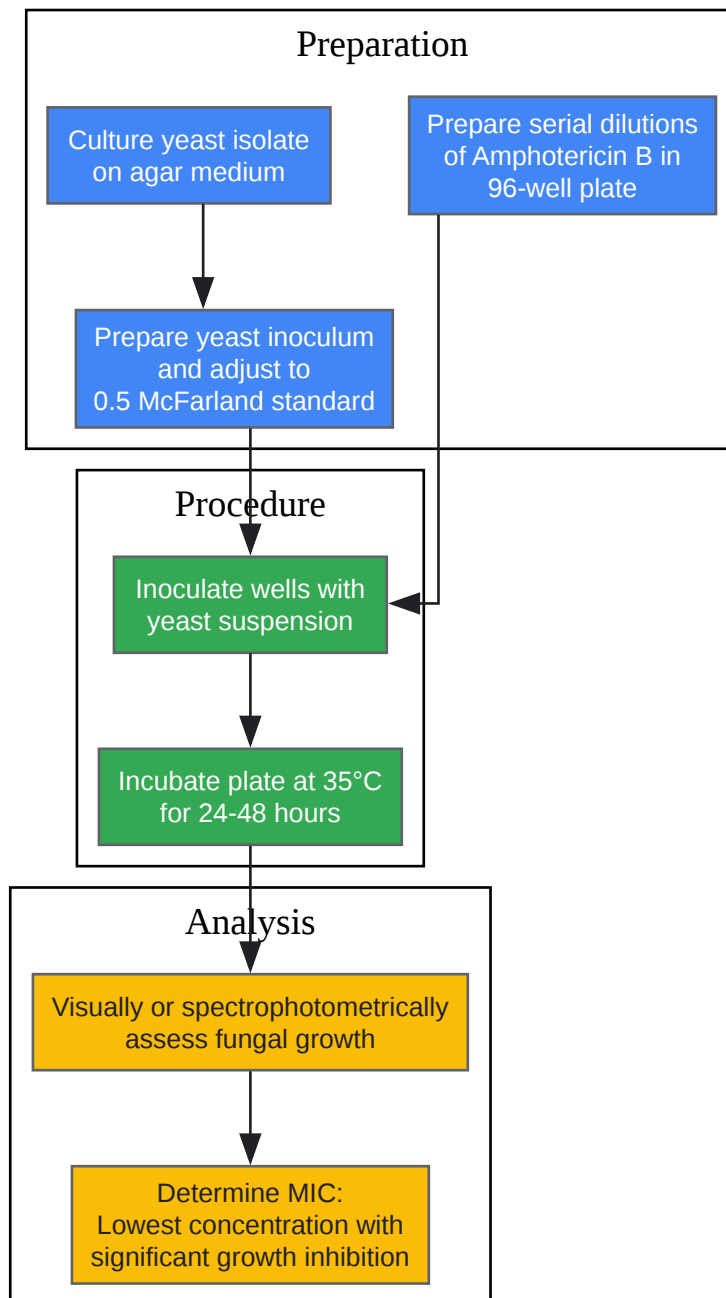 Preparation
Culture yeast isolate
on agar medium
Prepare serial dilutions
of Amphotericin B in
96-well plate
Prepare yeast inoculum
and adjust to
0.5 McFarland standard
Procedure
Inoculate wells with
yeast suspension
Incubate plate at 35°C
for 24-48 hours
Analysis
Visually or spectrophotometrically
assess fungal growth
Determine MIC:
Lowest concentration with
significant growth inhibition